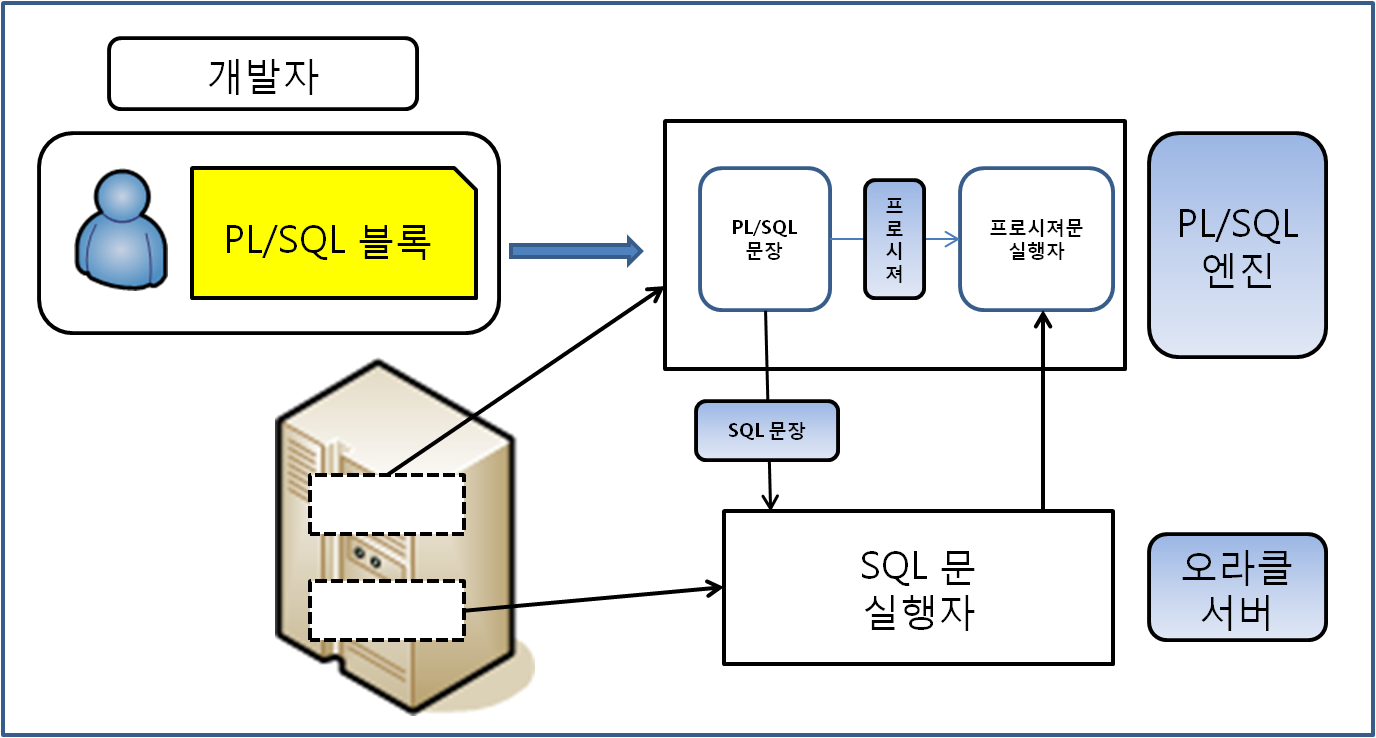 개발자
PL/SQL 블록
PL/SQL
문장
프
로
시
져
프로시져문
실행자
PL/SQL
엔진
SQL 문장
SQL 문
실행자
오라클
서버